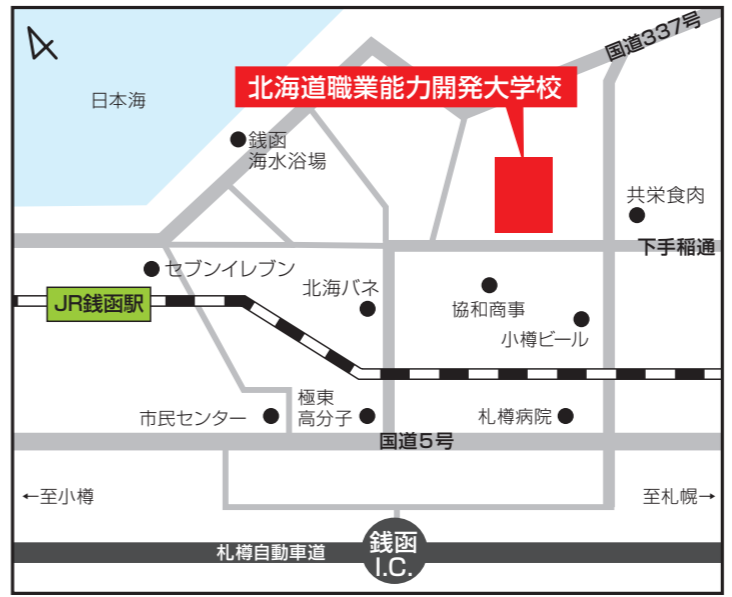 国道337号
北海道職業能力開発大学校
日本海
銭函
海水浴場
共栄食肉
下手稲通
セブンイレブン
北海バネ
協和商事
JR銭函駅
小樽ビール
極東
高分子
市民センター
札樽病院
国道5号
←至小樽
至札幌→
銭函
I.C.
札樽自動車道